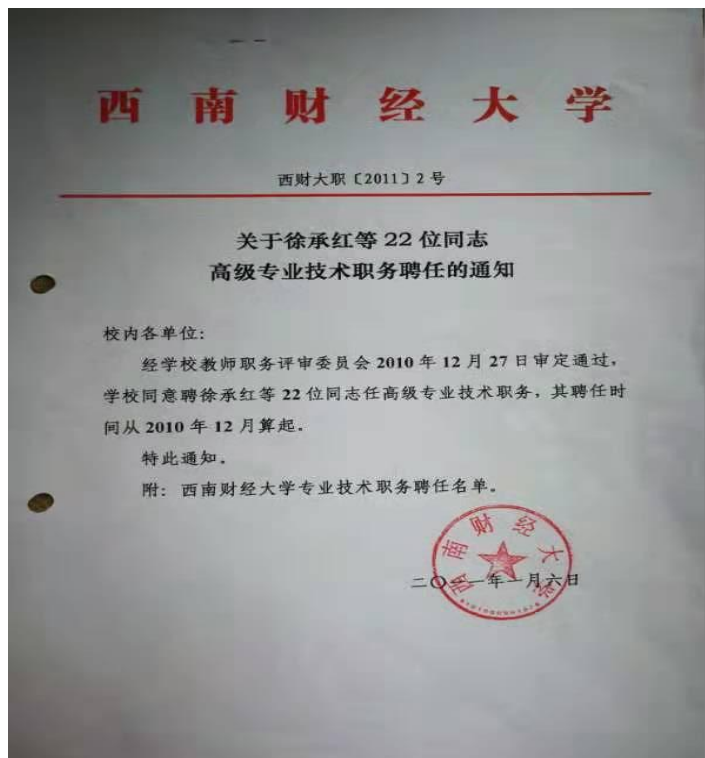 西南财经大学
西财大职〔2011〕2号
关于徐承红等22位同志
高级专业技术职务聘任的通知
校内各单位:
经学校教师职务评审委员会2010年12月27日审定通过,
学校同意聘徐承红等22位同志任高级专业技术职务，其聘任时
间从2010年12月算起。
特此通知。
附: 西南财经大学专业技术职务聘任名单。
西南财经大学
二〇一一年一月六日